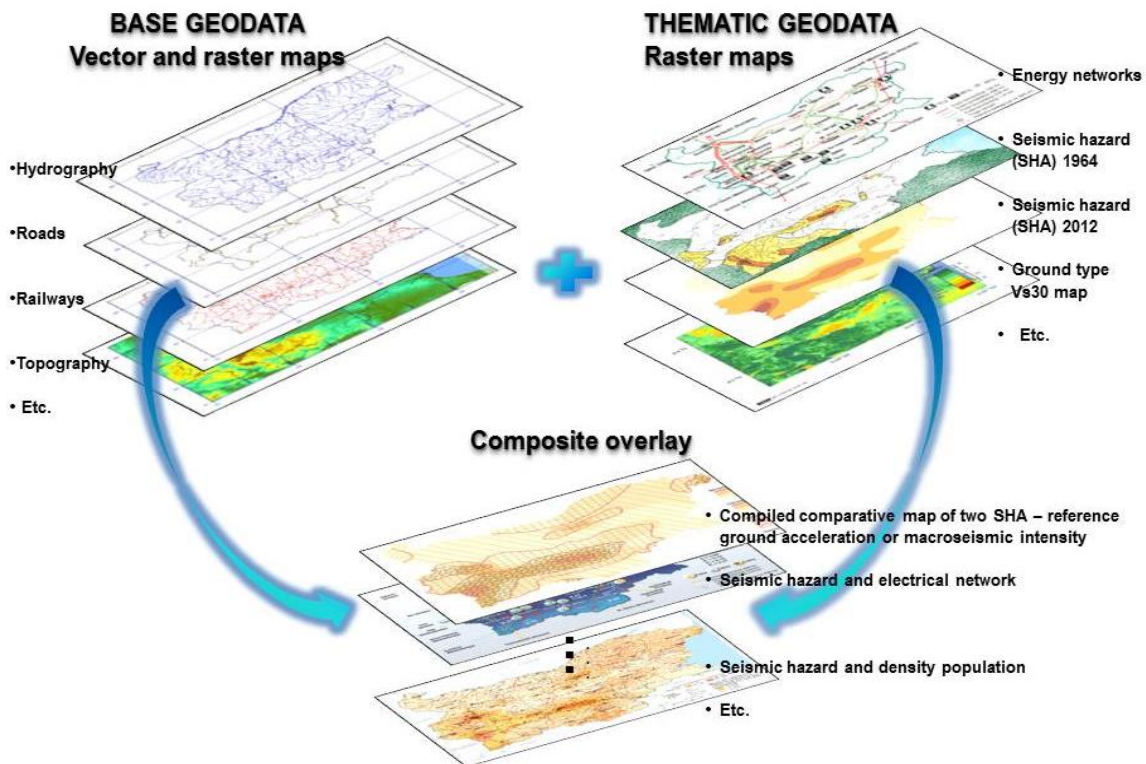 BASE GEODATA
Vector and raster maps
•Hydrography
•Roads
•Railways
•Topography
• Etc.
THEMATIC GEODATA
Raster maps
• Energy networks
• Seismic hazard
(SHA) 1964
• Seismic hazard
(SHA) 2012
• Ground type
Vs30 map
• Etc.
Composite overlay
• Compiled comparative map of two SHA – reference
ground acceleration or macroseismic intensity
• Seismic hazard and electrical network
• Seismic hazard and density population
• Etc.